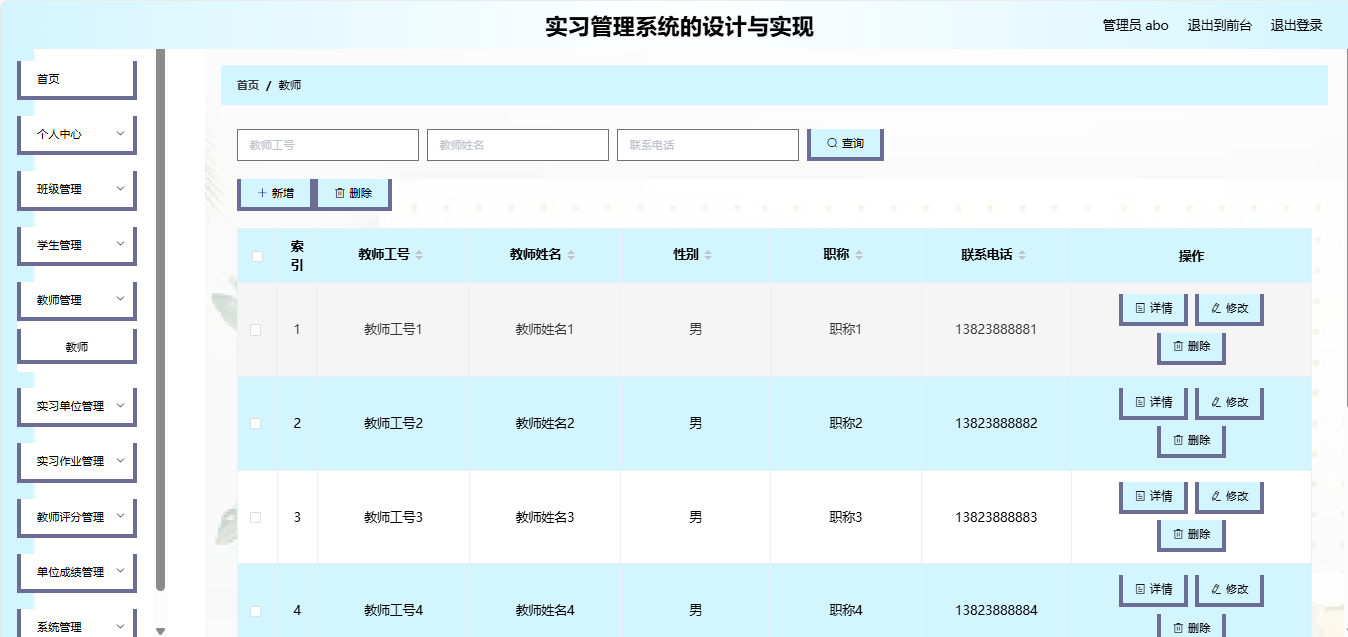 实习管理系统的设计与实现
管理员 abo 退出到前台 退出登录
首页
个人中心
班级管理
学生管理
教师管理
教师
实习单位管理
实习作业管理
教师评分管理
单位成绩管理
系统管理
首页 / 教师
教师工号 教师姓名 联系电话 查询
新增 删除
索引 教师工号 教师姓名 性别 职称 联系电话 操作
1 教师工号1 教师姓名1 男 职称1 13823888881 详情 修改
删除
2 教师工号2 教师姓名2 男 职称2 13823888882 详情 修改
删除
3 教师工号3 教师姓名3 男 职称3 13823888883 详情 修改
删除
4 教师工号4 教师姓名4 男 职称4 13823888884 详情 修改
删除